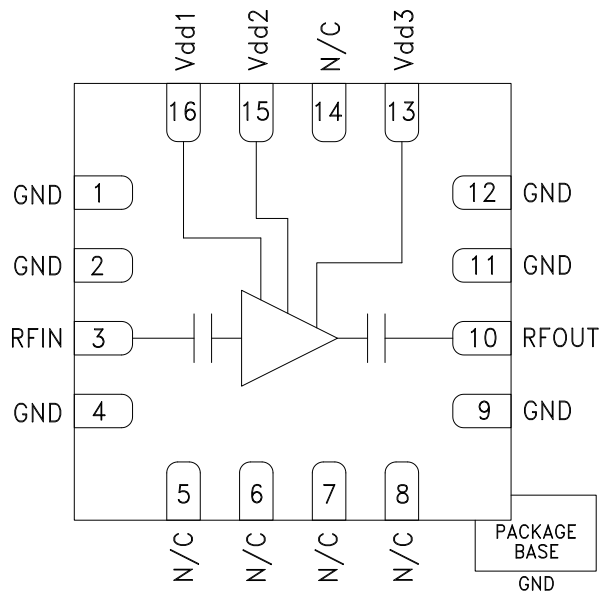 Vdd1 Vdd2 N/C Vdd3
16 15 14 13
GND 1 12 GND
GND 2 11 GND
RFIN 3 10 RFOUT
GND 4 9 GND
5 6 7 8
N/C N/C N/C N/C
PACKAGE
BASE
GND